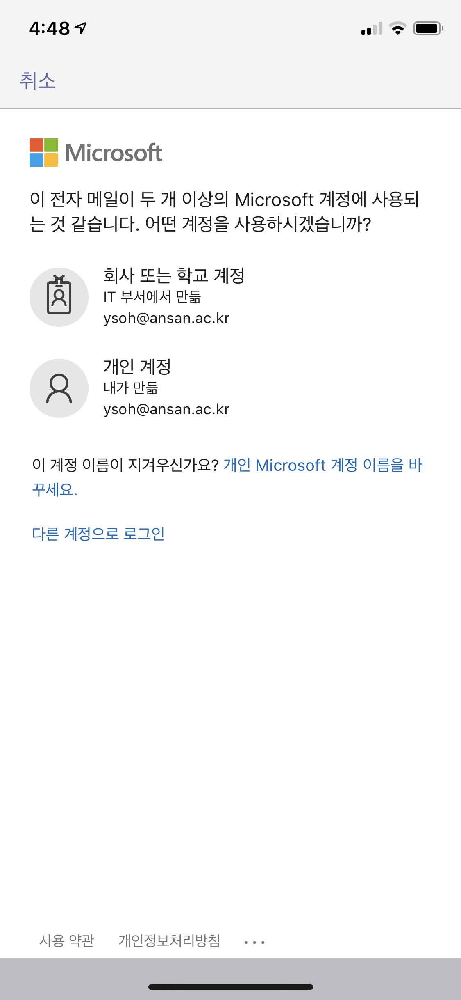 4:48
취소
Microsoft
이 전자 메일이 두 개 이상의 Microsoft 계정에 사용되
는 것 같습니다. 어떤 계정을 사용하시겠습니까?
회사 또는 학교 계정
IT 부서에서 만듦
ysoh@ansan.ac.kr
개인 계정
내가 만듦
ysoh@ansan.ac.kr
이 계정 이름이 지겨우신가요? 개인 Microsoft 계정 이름을 바
꾸세요.
다른 계정으로 로그인
사용 약관 개인정보처리방침 ...